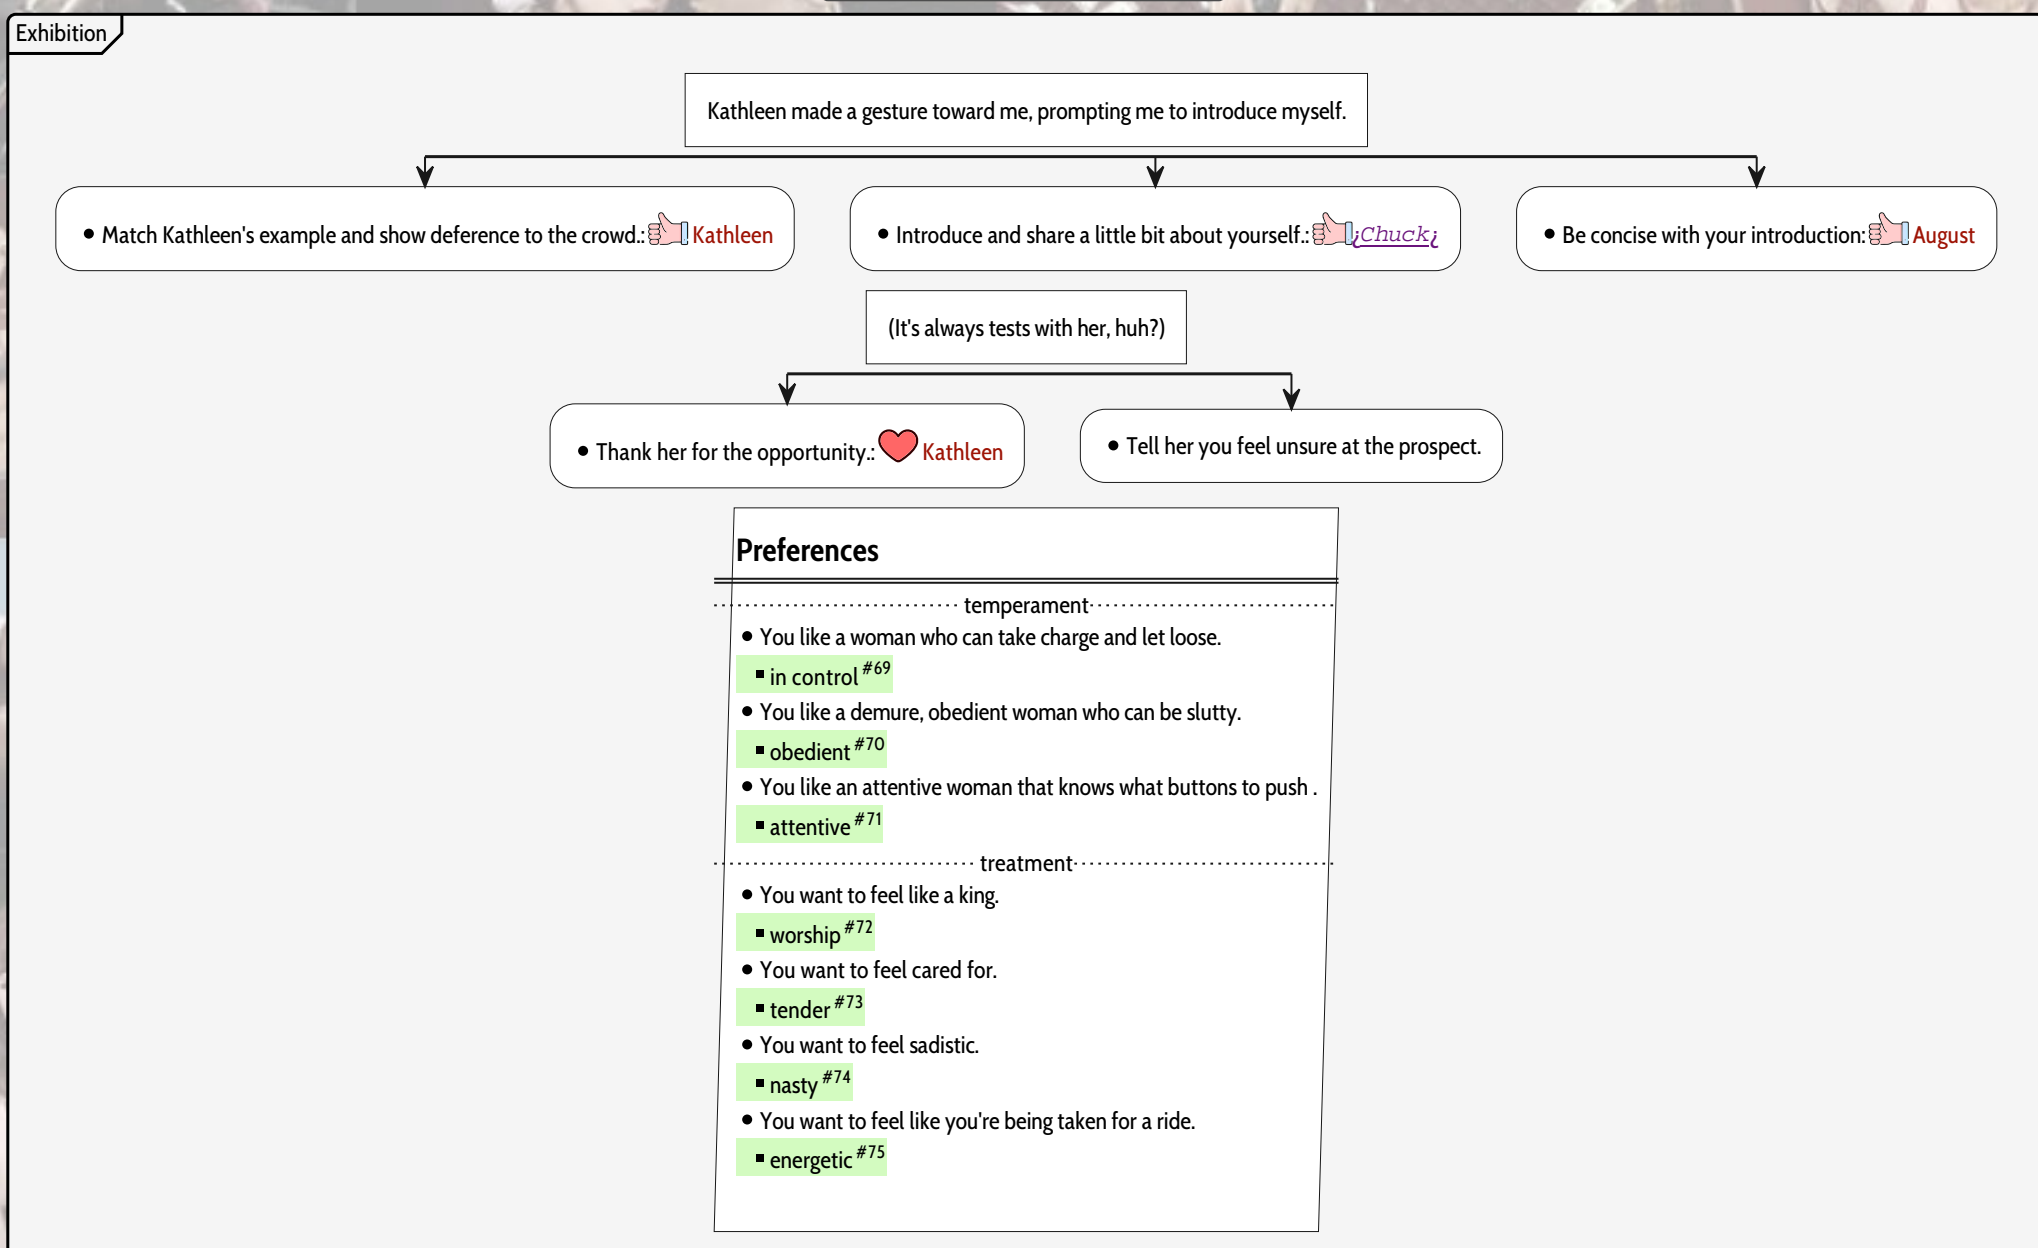 Exhibition
Kathleen made a gesture toward me, prompting me to introduce myself.
• Match Kathleen's example and show deference to the crowd.: Kathleen
• Introduce and share a little bit about yourself.: ¿Chuck¿
• Be concise with your introduction: August
(It's always tests with her, huh?)
• Thank her for the opportunity.: Kathleen
• Tell her you feel unsure at the prospect.
Preferences
temperament
• You like a woman who can take charge and let loose.
▪ in control #69
• You like a demure, obedient woman who can be slutty.
▪ obedient #70
• You like an attentive woman that knows what buttons to push .
▪ attentive #71
treatment
• You want to feel like a king.
▪ worship #72
• You want to feel cared for.
▪ tender #73
• You want to feel sadistic.
▪ nasty #74
• You want to feel like you're being taken for a ride.
▪ energetic #75